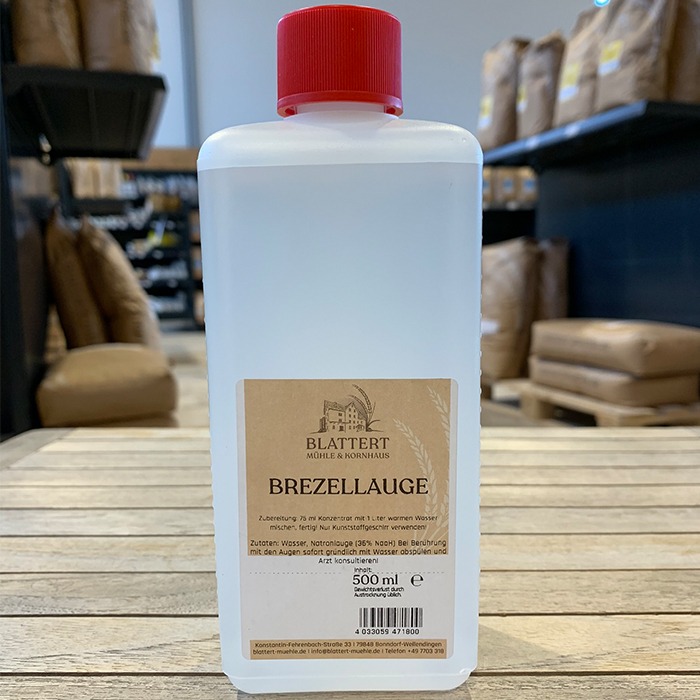 BLATTERT
MÜHLE & KORNHAUS
BREZELLAUGE
Zubereitung: 75 ml Konzentrat mit 1 Liter warmen Wasser
mischen, fertig! Nur Kunststoffgeschirr verwenden!
Zutaten: Wasser, Natronlauge (36% NaoH) Bei Berührung
mit den Augen sofort gründlich mit Wasser abspülen und
Arzt konsultieren!
Inhalt:
500 ml e
Gewichtsverlust durch
Austrocknung üblich.
4 033059 471800
Konstantin-Fehrenbach-Straße 33 | 79848 Bonndorf-Wellendingen
blattert-muehle.de | info@blattert-muehle.de | Telefon +49 7703 318